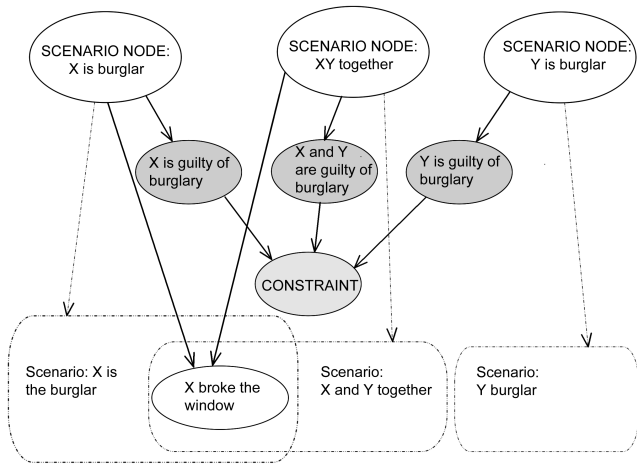 SCENARIO NODE:
X is burglar
SCENARIO NODE:
XY together
SCENARIO NODE:
Y is burglar
X is guilty of
burglary
X and Y
are guilty of
burglary
Y is guilty of
burglary
CONSTRAINT
Scenario: X is
the burglar
X broke the
window
Scenario:
X and Y together
Scenario:
Y burglar